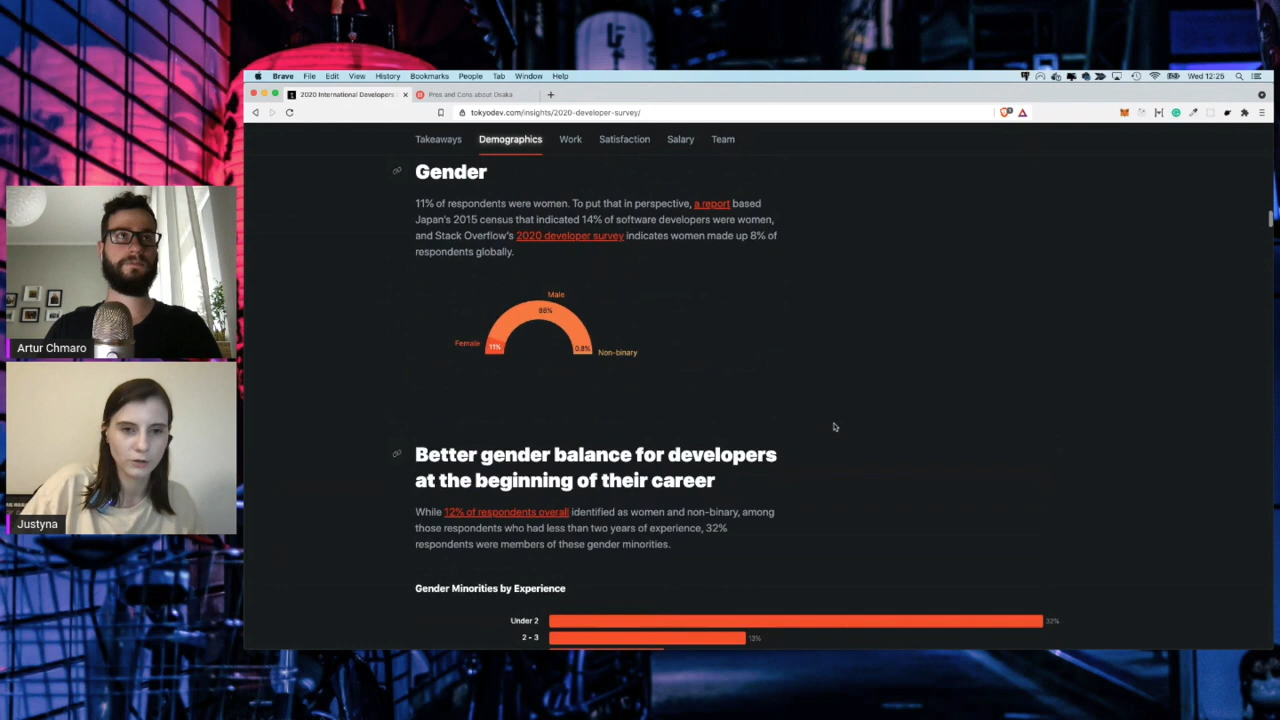 Brave File Edit View History Bookmarks People Tab Window Help Wed 12:25
2020 International Developers
Pros and Cons about Osaka
tokyodev.com/insights/2020-developer-survey/
Takeaways Demographics Work Satisfaction Salary Team
Gender
11% of respondents were women. To put that in perspective, a report based
Japan's 2015 census that indicated 14% of software developers were women,
and Stack Overflow's 2020 developer survey indicates women made up 8% of
respondents globally.
Male
88%
Female
11%
0.8%
Non-binary
Better gender balance for developers
at the beginning of their career
While 12% of respondents overall identified as women and non-binary, among
those respondents who had less than two years of experience, 32%
respondents were members of these gender minorities.
Gender Minorities by Experience
Under 2 32%
2 - 3 13%
Artur Chmaro
Justyna